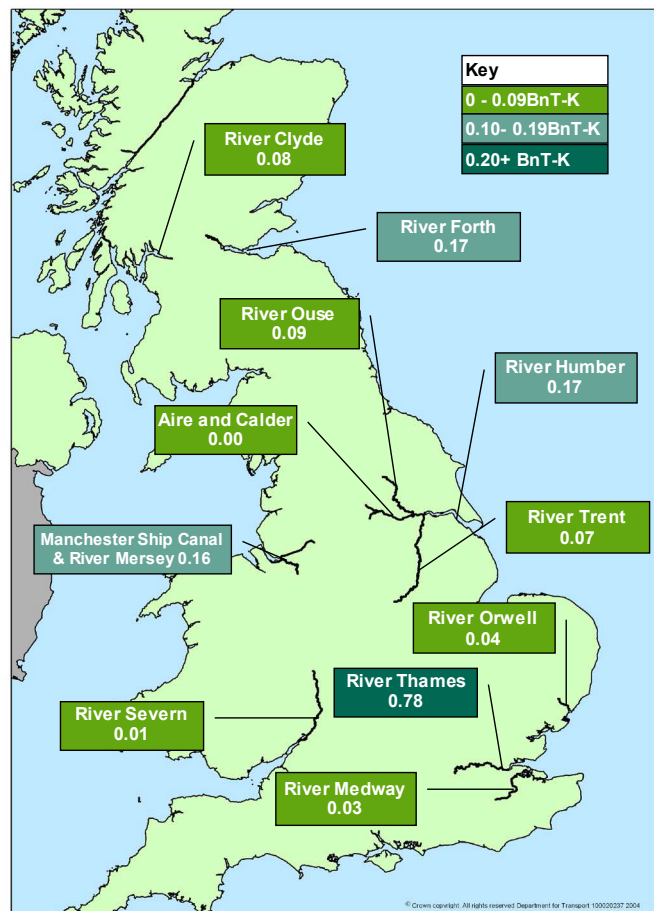 Key
0 - 0.09BnT-K
0.10- 0.19BnT-K
0.20+ BnT-K
River Clyde
0.08
River Forth
0.17
River Ouse
0.09
River Humber
0.17
Aire and Calder
0.00
River Trent
0.07
Manchester Ship Canal
& River Mersey 0.16
River Orwell
0.04
River Thames
0.78
River Severn
0.01
River Medway
0.03
© Crown copyright All rights reserved Department for Transport 100020237 2004